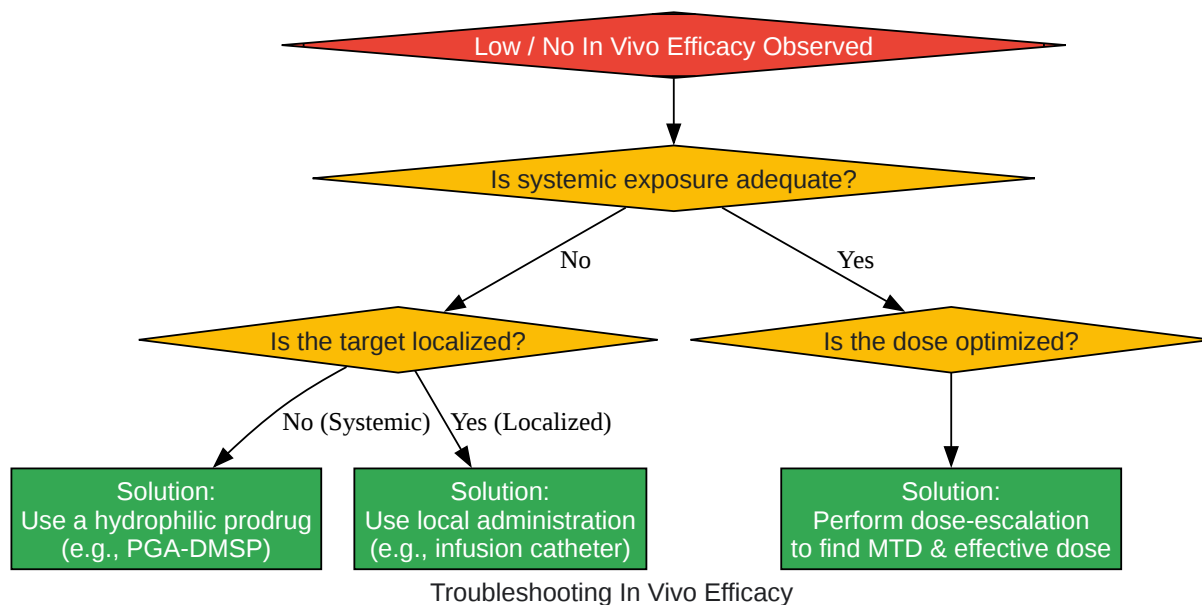 Low / No In Vivo Efficacy Observed
Is systemic exposure adequate?
No
Yes
Is the target localized?
Is the dose optimized?
No (Systemic)
Yes (Localized)
Solution:
Use a hydrophilic prodrug
(e.g., PGA-DMSP)
Solution:
Use local administration
(e.g., infusion catheter)
Solution:
Perform dose-escalation
to find MTD & effective dose
Troubleshooting In Vivo Efficacy